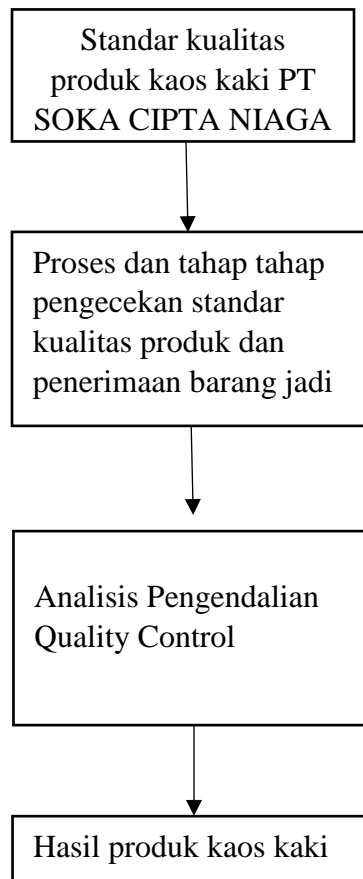 Standar kualitas
produk kaos kaki PT
SOKA CIPTA NIAGA
Proses dan tahap tahap
pengecekan standar
kualitas produk dan
penerimaan barang jadi
Analisis Pengendalian
Quality Control
Hasil produk kaos kaki